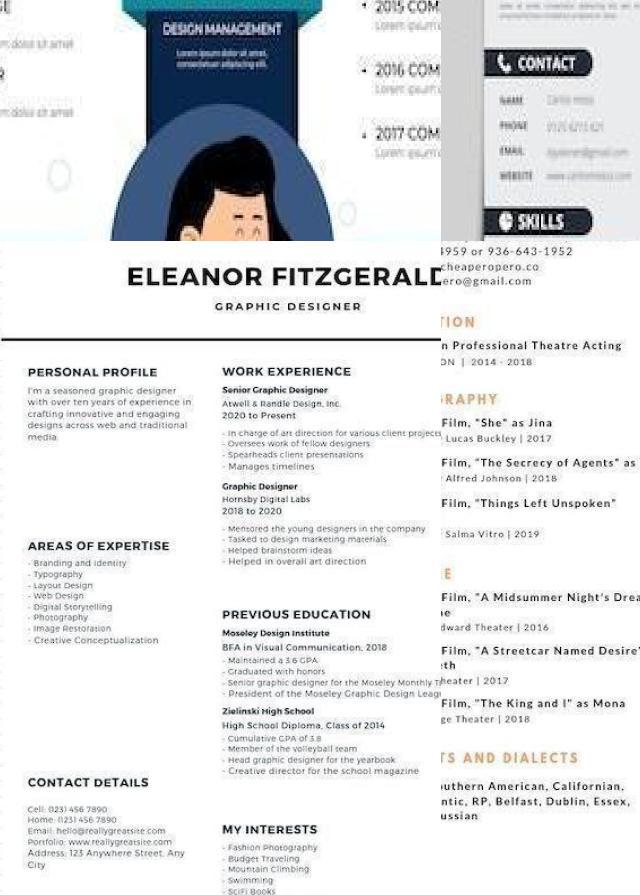 DESIGN MANAGEMENT
Lorem ipsum dolor sit amet,
consectetuer adipiscing elit.
dolor sit amet
dolor sit amet
2015 COM
Lorem
2016 COM
Lorem ipsum
2017 COM
Lorem ipsum
CONTACT
NAME
PHONE
EMAIL
WEBSITE
SKILLS
ELEANOR FITZGERALD
GRAPHIC DESIGNER
PERSONAL PROFILE
I'm a seasoned graphic designer
with over ten years of experience in
crafting innovative and engaging
designs across web and traditional
media.
AREAS OF EXPERTISE
- Branding and Identity
- Typography
- Layout Design
- Web Design
- Digital Storytelling
- Photography
- Image Restoration
- Creative Conceptualization
CONTACT DETAILS
Cell: (123) 456 7890
Home: (123) 456 7890
Email: hello@reallygreatsite.com
Portfolio: www.reallygreatsite.com
Address: 123 Anywhere Street, Any
City
WORK EXPERIENCE
Senior Graphic Designer
Atwell & Randle Design, Inc.
2020 to Present
- In charge of art direction for various client projects
- Oversees work of fellow designers
- Spearheads client presentations
- Manages timelines
Graphic Designer
Hornsby Digital Labs
2018 to 2020
- Mentored the young designers in the company
- Tasked to design marketing materials
- Helped brainstorm ideas
- Helped in overall art direction
PREVIOUS EDUCATION
Moseley Design Institute
BFA in Visual Communication, 2018
- Maintained a 3.6 GPA
- Graduated with honors
- Senior graphic designer for the Moseley Monthly T
- President of the Moseley Graphic Design Leag
Zielinski High School
High School Diploma, Class of 2014
- Cumulative GPA of 3.8
- Member of the volleyball team
- Head graphic designer for the yearbook
- Creative director for the school magazine
MY INTERESTS
- Fashion Photography
- Budget Traveling
- Mountain Climbing
- Swimming
- SciFi Books
4959 or 936-643-1952
cheaperopero.co
ero@gmail.com
TION
n Professional Theatre Acting
ON | 2014 - 2018
RAPHY
Film, "She" as Jina
Lucas Buckley | 2017
Film, "The Secrecy of Agents" as
Alfred Johnson | 2018
Film, "Things Left Unspoken"
Salma Vitro | 2019
E
Film, "A Midsummer Night's Drea
ne
dward Theater | 2016
Film, "A Streetcar Named Desire"
eth
heater | 2017
Film, "The King and I" as Mona
ge Theater | 2018
TS AND DIALECTS
outhern American, Californian,
ntic, RP, Belfast, Dublin, Essex,
ussian